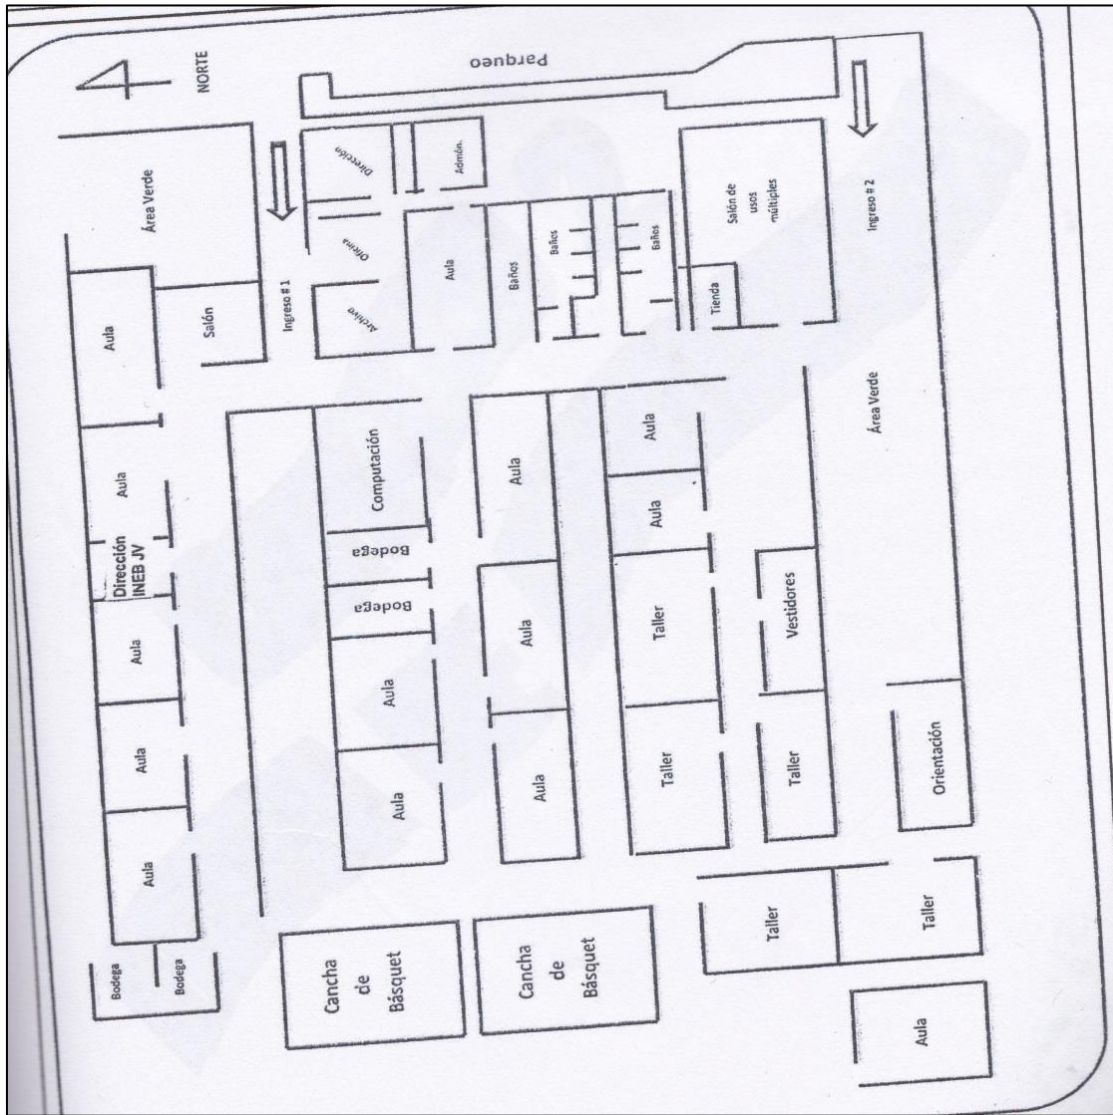 NORTE
Parqueo
Área Verde
Dirección
Admón.
Salón de
usos
múltiples
Ingreso # 2
Aula
Salón
Ingreso # 1
Oficina
Archivo
Aula
Baños
Baños
Baños
Tienda
Área Verde
Aula
Dirección
INEB JV
Aula
Aula
Aula
Computación
Bodega
Bodega
Aula
Aula
Aula
Aula
Aula
Aula
Aula
Taller
Taller
Vestidores
Taller
Orientación
Bodega
Bodega
Cancha
de
Básquet
Cancha
de
Básquet
Taller
Taller
Aula